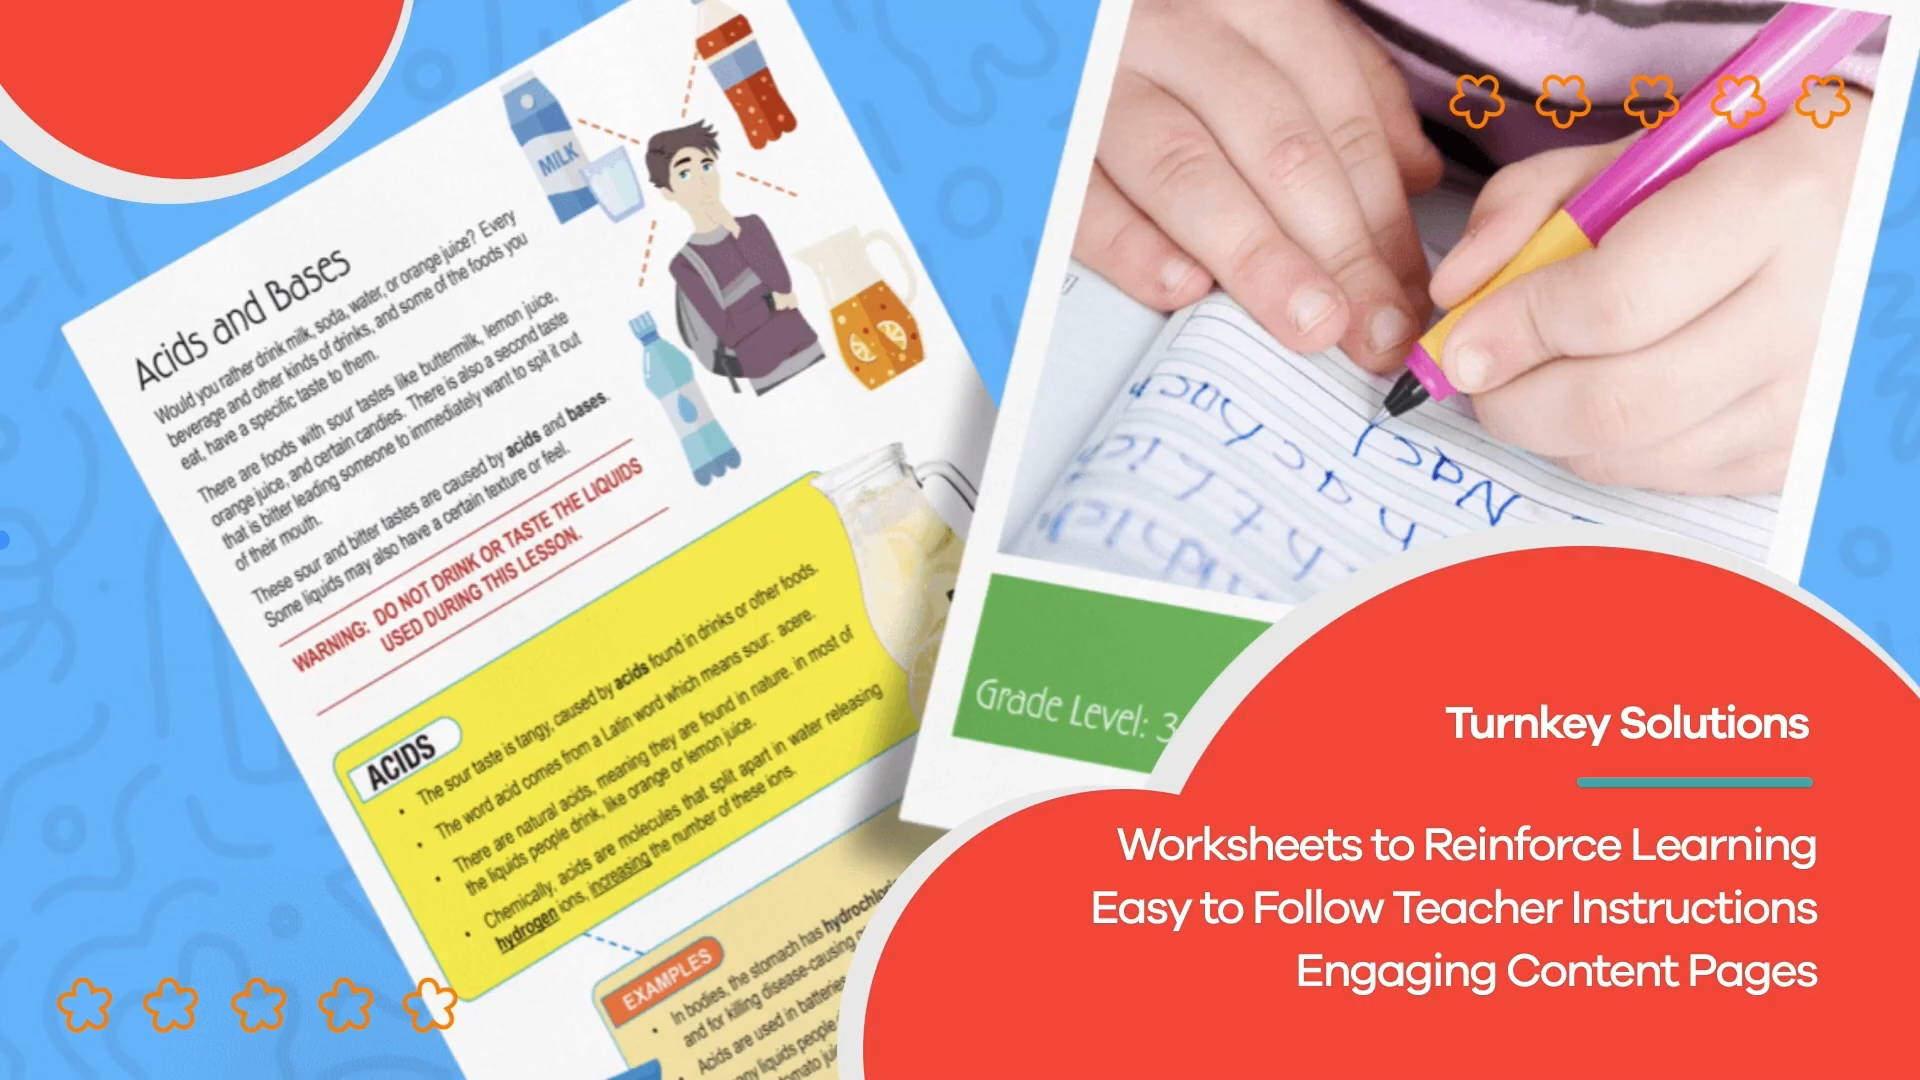 MILK
Acids and Bases
Would you rather drink milk, soda, water, or orange juice? Every
beverage and other kinds of drinks, and some of the foods you
eat, have a specific taste to them.
There are foods with sour tastes like buttermilk, lemon juice,
orange juice, and certain candies. There is also a second taste
that is bitter leading someone to immediately want to spit it out
of their mouth.
These sour and bitter tastes are caused by acids and bases.
Some liquids may also have a certain texture or feel.
WARNING: DO NOT DRINK OR TASTE THE LIQUIDS
USED DURING THIS LESSON.
ACIDS
• The sour taste is tangy, caused by acids found in drinks or other foods.
• The word acid comes from a Latin word which means sour: acere.
• There are natural acids, meaning they are found in nature. in most of
the liquids people drink, like orange or lemon juice.
• Chemically, acids are molecules that split apart in water releasing
hydrogen ions, increasing the number of these ions.
EXAMPLES
• In bodies, the stomach has
and for killing disease-causing
• Acids are used in batteries
liquids people
Grade Level: 3
Turnkey Solutions
Worksheets to Reinforce Learning
Easy to Follow Teacher Instructions
Engaging Content Pages